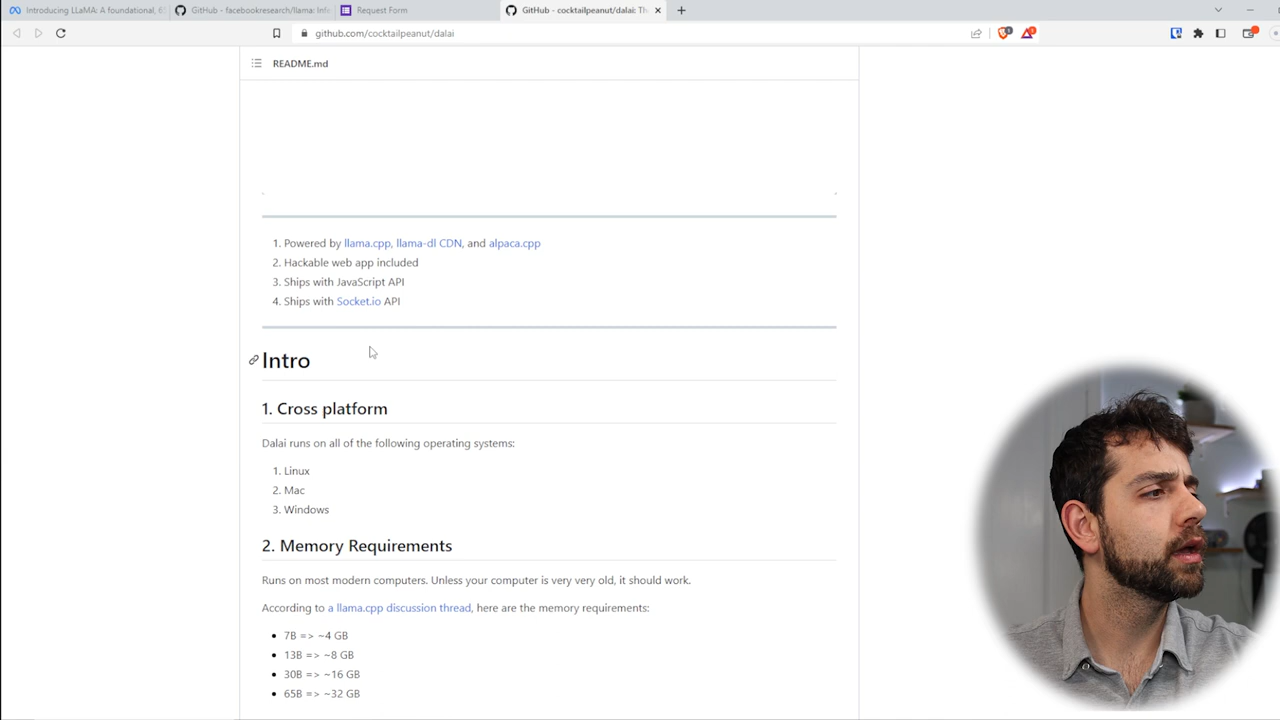 Introducing LLaMA: A foundational, 65
GitHub - facebookresearch/llama: Info
Request Form
GitHub - cocktailpeanut/dalai: Th
github.com/cocktailpeanut/dalai
README.md
1. Powered by llama.cpp, llama-dl CDN, and alpaca.cpp
2. Hackable web app included
3. Ships with JavaScript API
4. Ships with Socket.io API
Intro
1. Cross platform
Dalai runs on all of the following operating systems:
1. Linux
2. Mac
3. Windows
2. Memory Requirements
Runs on most modern computers. Unless your computer is very very old, it should work.
According to a llama.cpp discussion thread, here are the memory requirements:
• 7B => ~4 GB
• 13B => ~8 GB
• 30B => ~16 GB
• 65B => ~32 GB